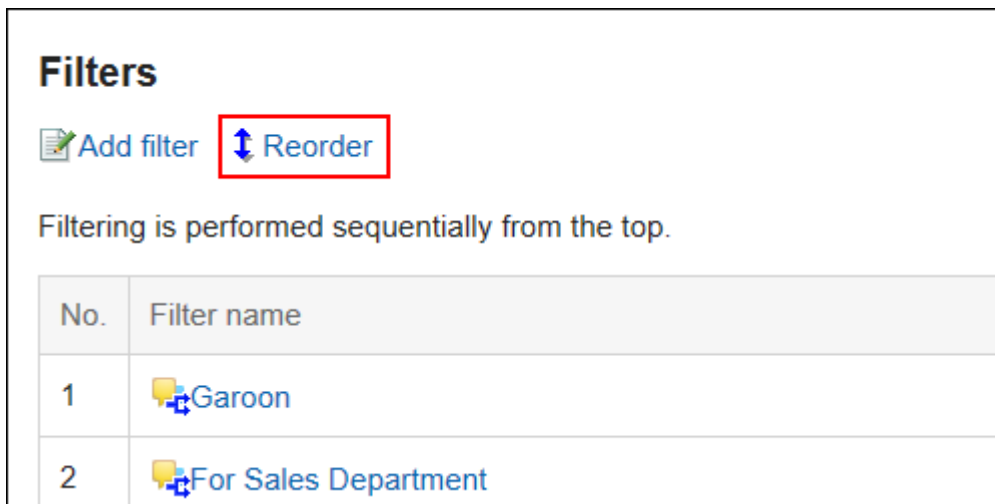 Filters
Add filter Reorder
Filtering is performed sequentially from the top.
No. Filter name
1 Garoon
2 For Sales Department